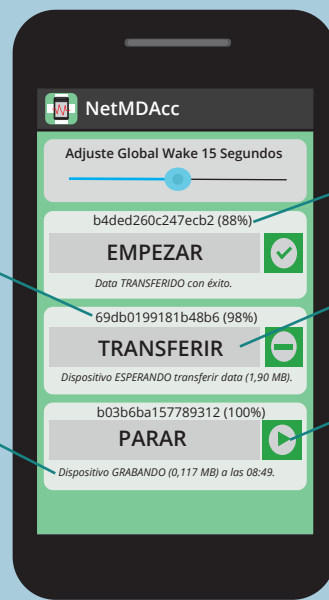 NetMDAcc
Adjuste Global Wake 15 Segundos
b4ded260c247ecb2 (88%)
EMPEZAR
Data TRANSFERIDO con éxito.
69db0199181b48b6 (98%)
TRANSFERIR
Dispositivo ESPERANDO transferir data (1,90 MB).
b03b6ba157789312 (100%)
PARAR
Dispositivo GRABANDO (0,117 MB) a las 08:49.